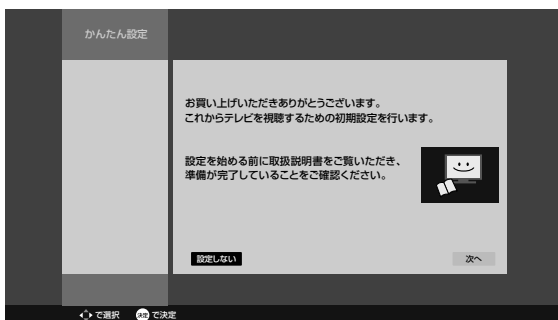 かんたん設定
お買い上げいただきありがとうございます。
これからテレビを視聴するための初期設定を行います。
設定を始める前に取扱説明書をご覧いただき、
準備が完了していることをご確認ください。
設定しない
次へ
で選択 決定 で決定